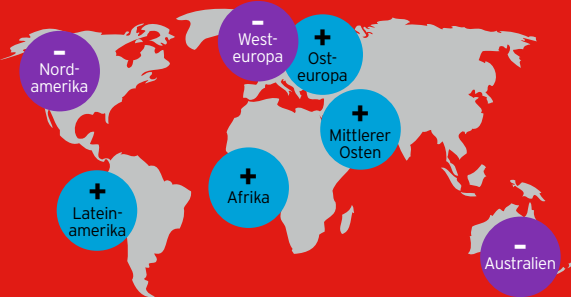 -
Nord-
amerika
-
West-
europa
+
Ost-
europa
+
Mittlerer
Osten
+
Latein-
amerika
+
Afrika
-
Australien